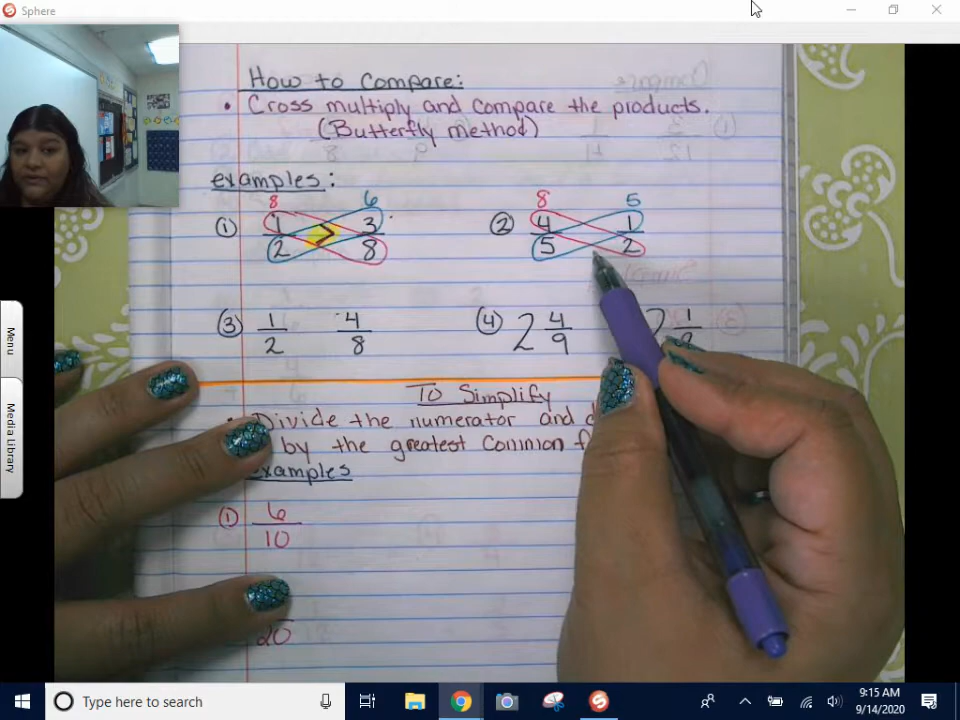 Sphere
How to Compare:
• Cross multiply and Compare the products.
(Butterfly method)
examples:
8 6 8 5
① 1/2 > 3/8 ② 4/5 1/2
③ 1/2 4/8 ④ 2 4/9 2 1/9
To Simplify
Divide the numerator and
by the greatest Common
examples
① 6/10
20
Menu
Media Library
Type here to search
9:15 AM
9/14/2020